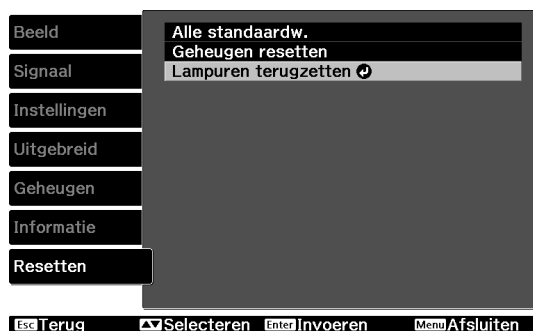 Beeld
Signaal
Instellingen
Uitgebreid
Geheugen
Informatie
Resetten
Alle standaardw.
Geheugen resetten
Lampuren terugzetten
Esc Terug Selecteren Enter Invoeren Menu Afsluiten